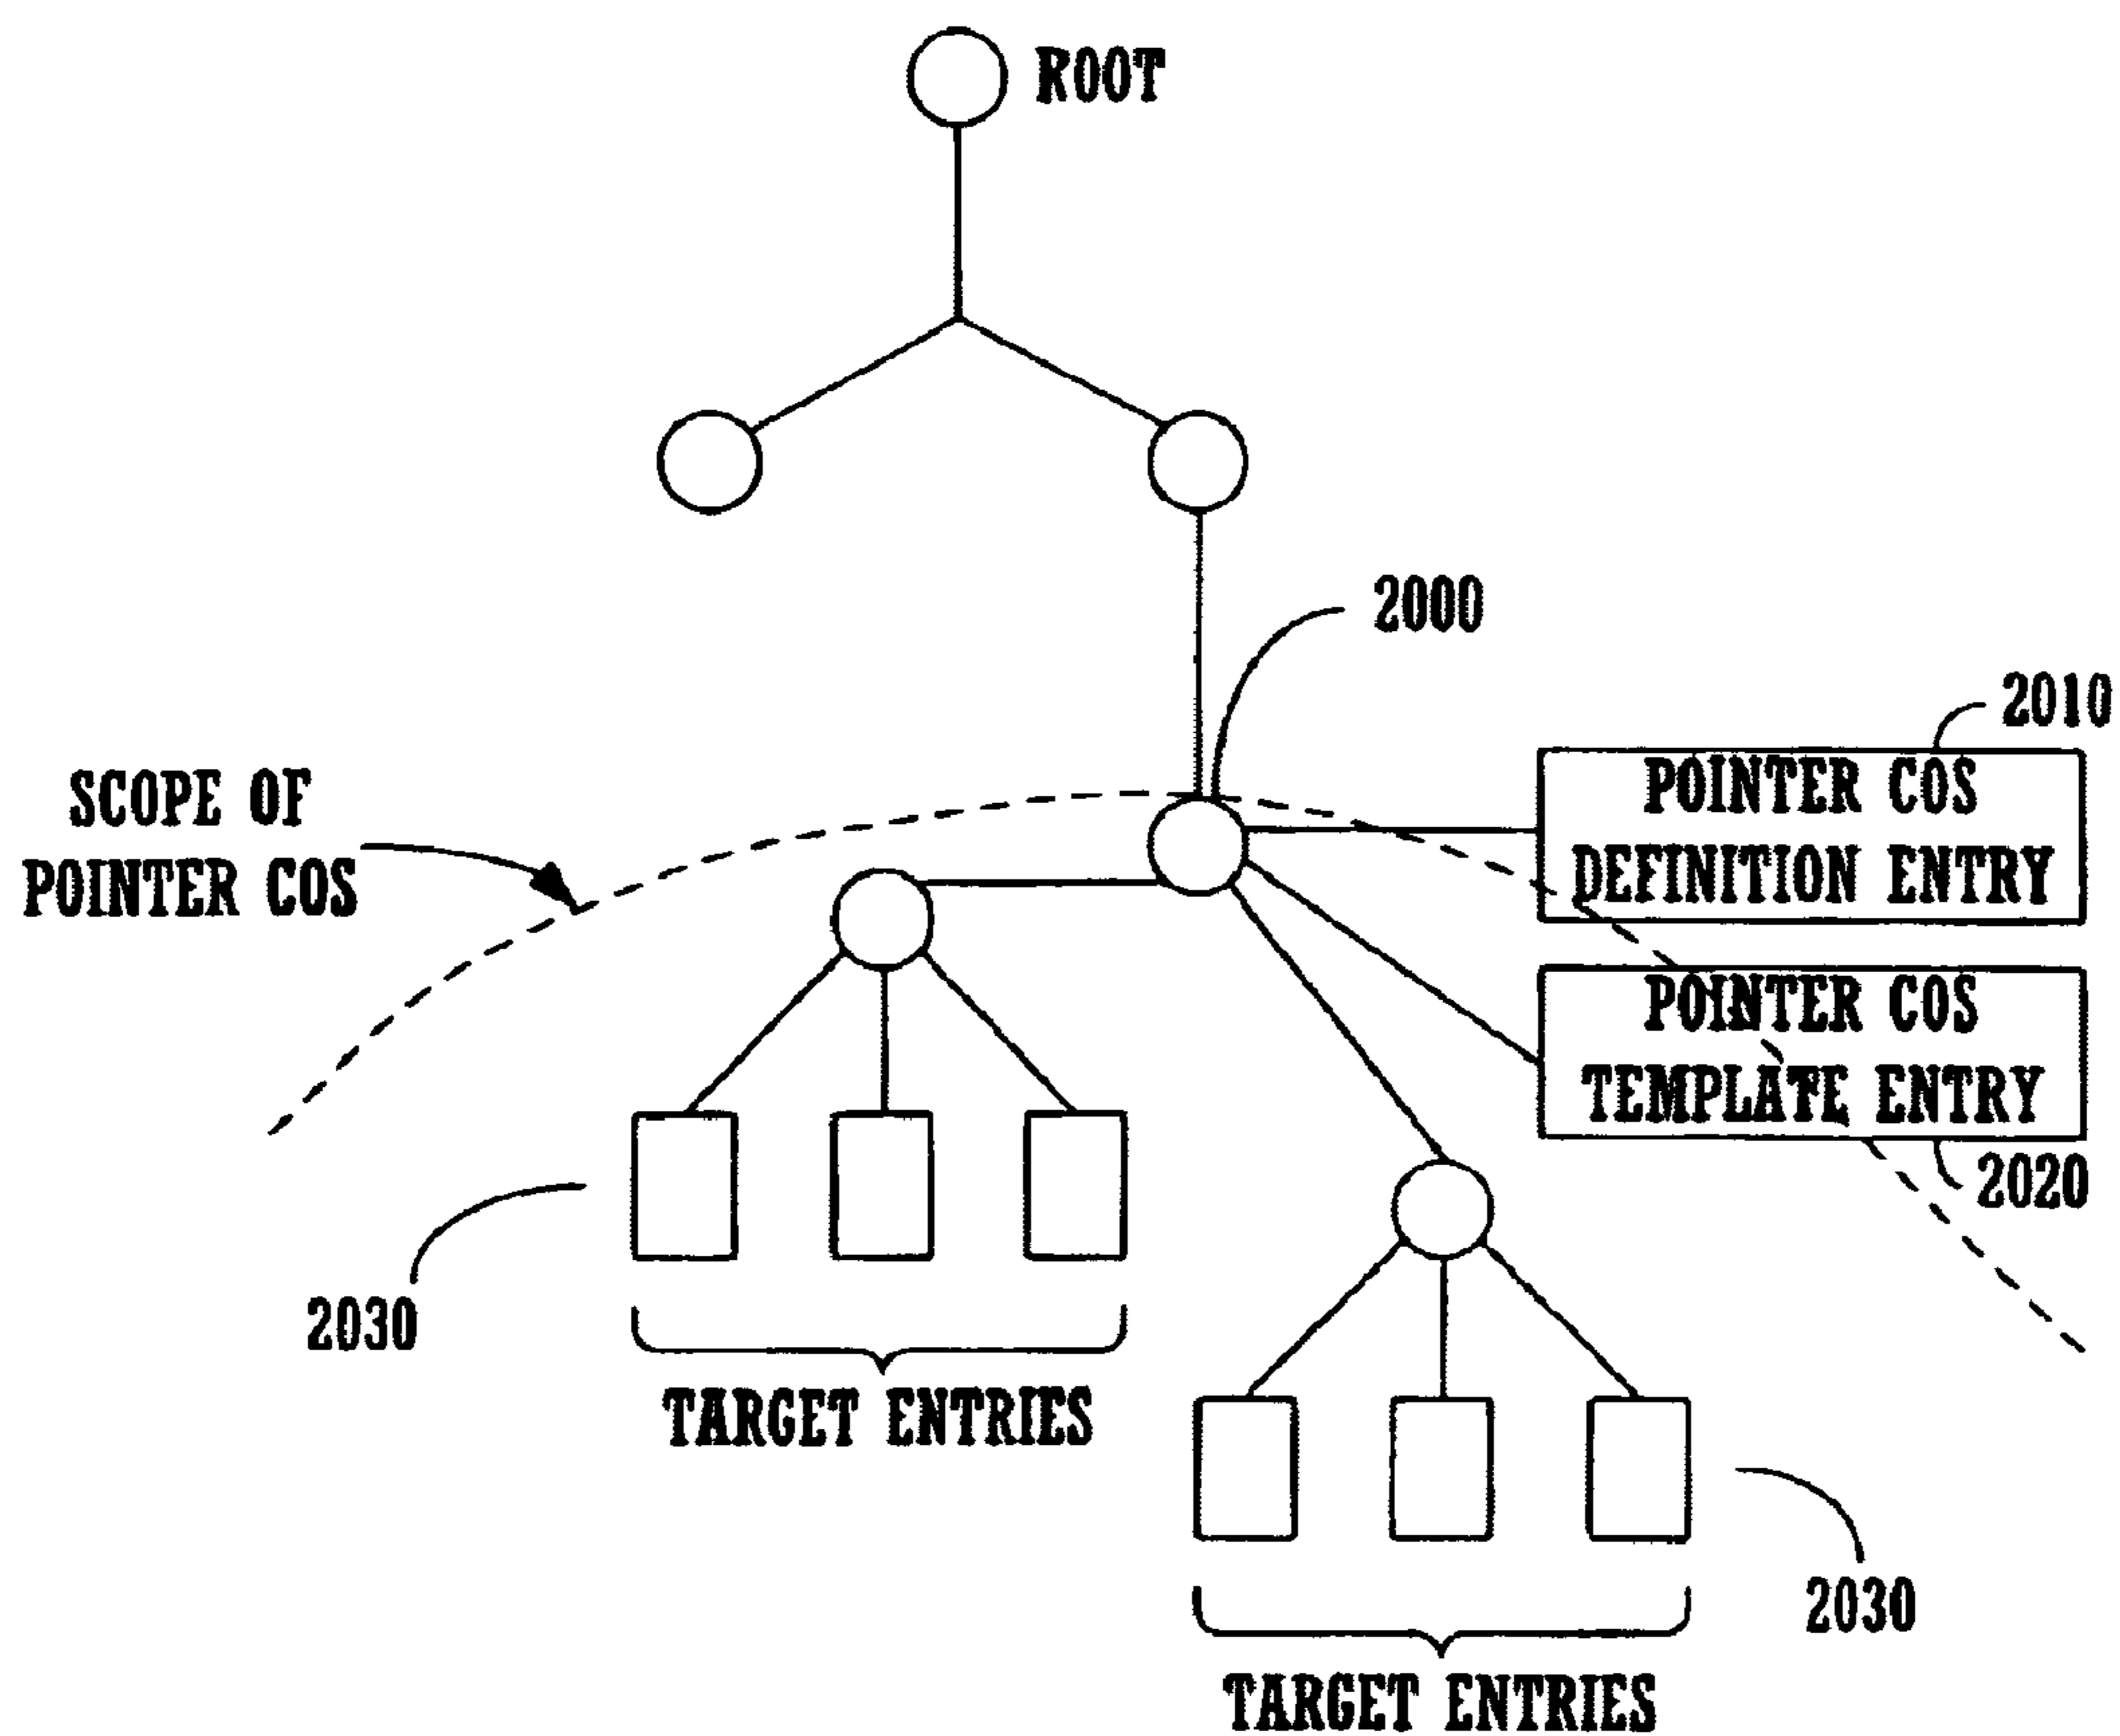 ROOT
2000
2010
SCOPE OF
POINTER COS
POINTER COS
DEFINITION ENTRY
POINTER COS
TEMPLATE ENTRY
2020
2030
TARGET ENTRIES
2030
TARGET ENTRIES